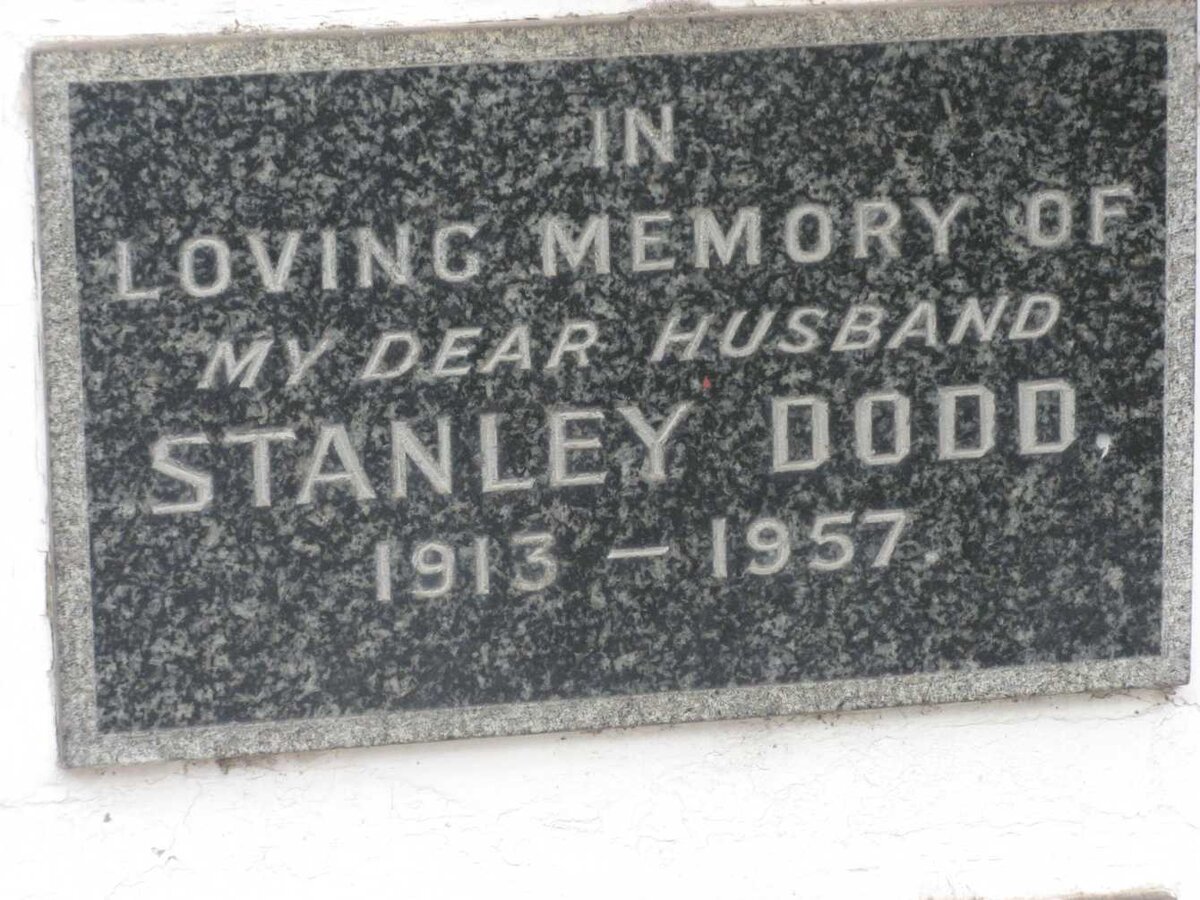 IN
LOVING MEMORY OF
MY DEAR HUSBAND
STANLEY DODD,
1913 — 1957.